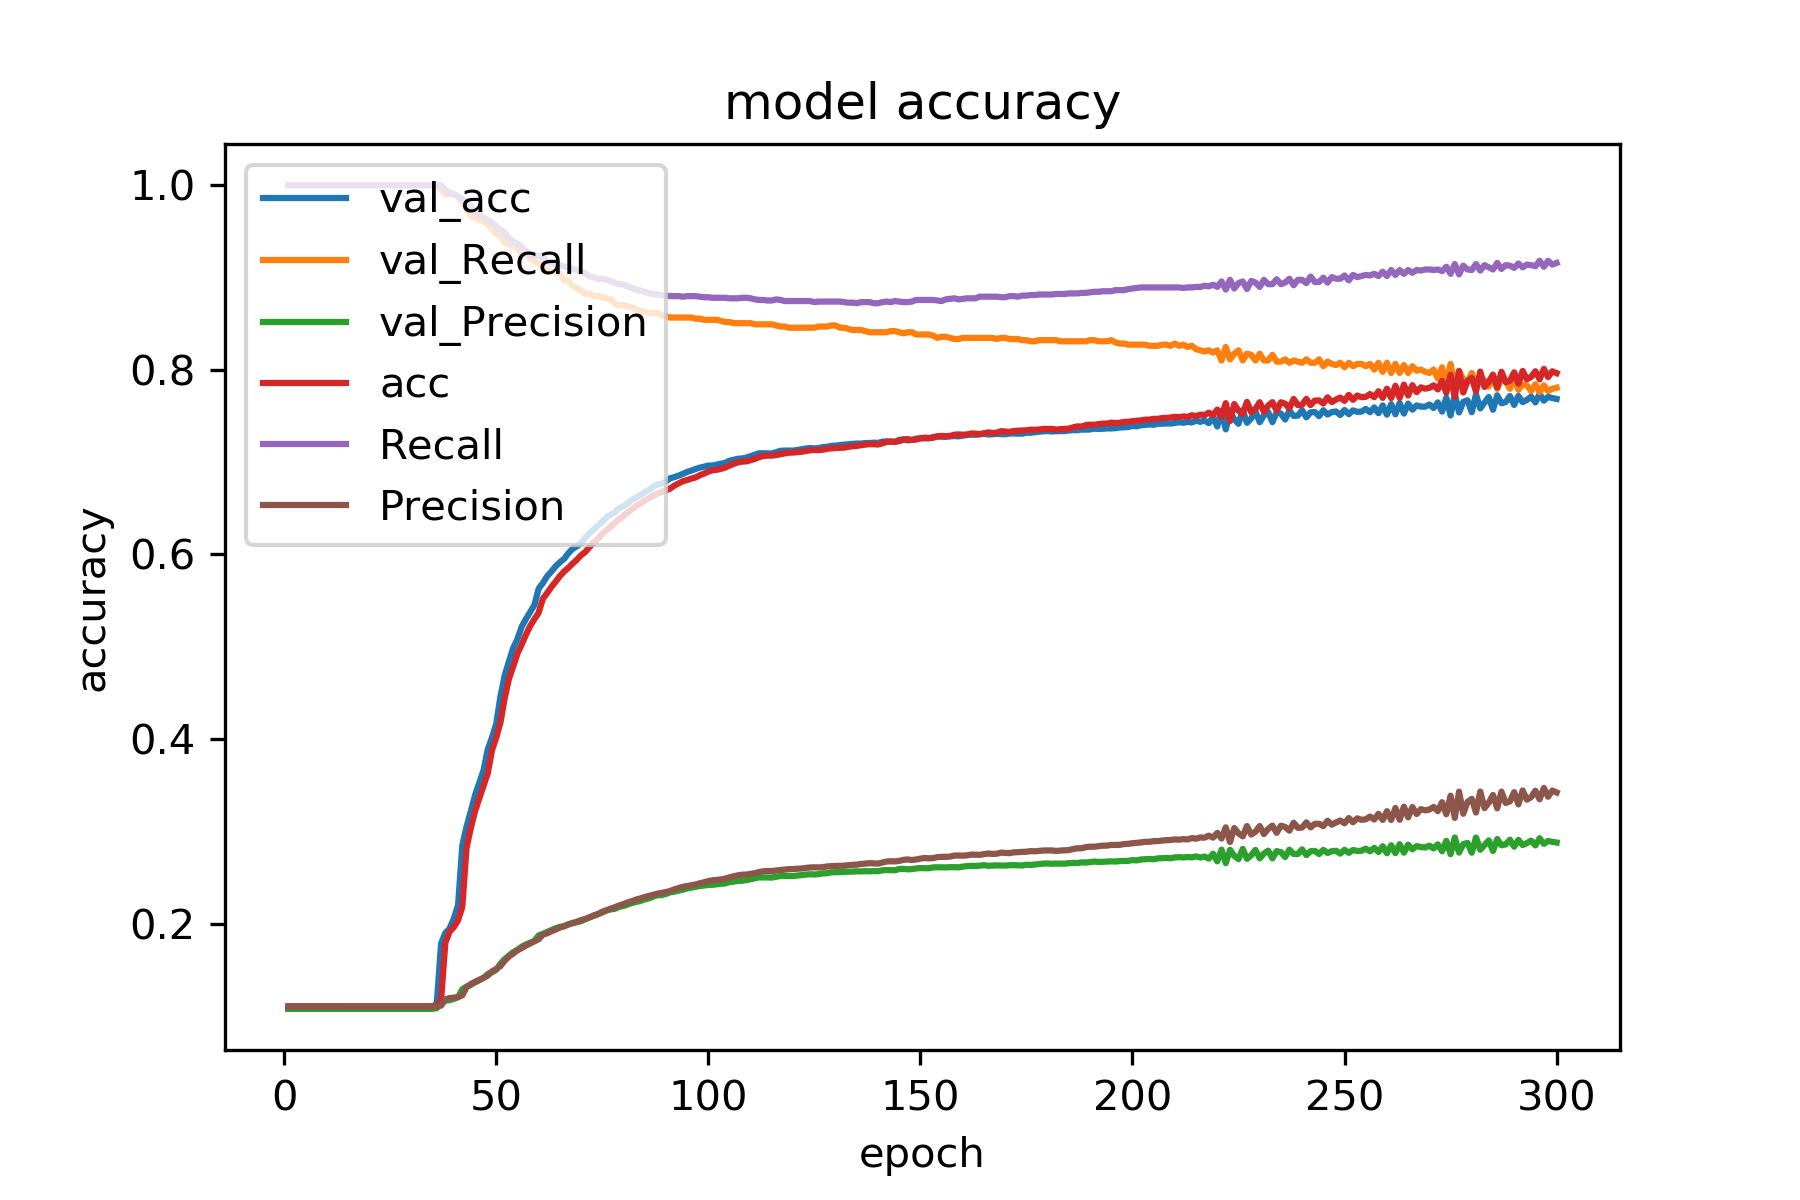 model accuracy
accuracy
1.0
0.8
0.6
0.4
0.2
val_acc
val_Recall
val_Precision
acc
Recall
Precision
0 50 100 150 200 250 300
epoch